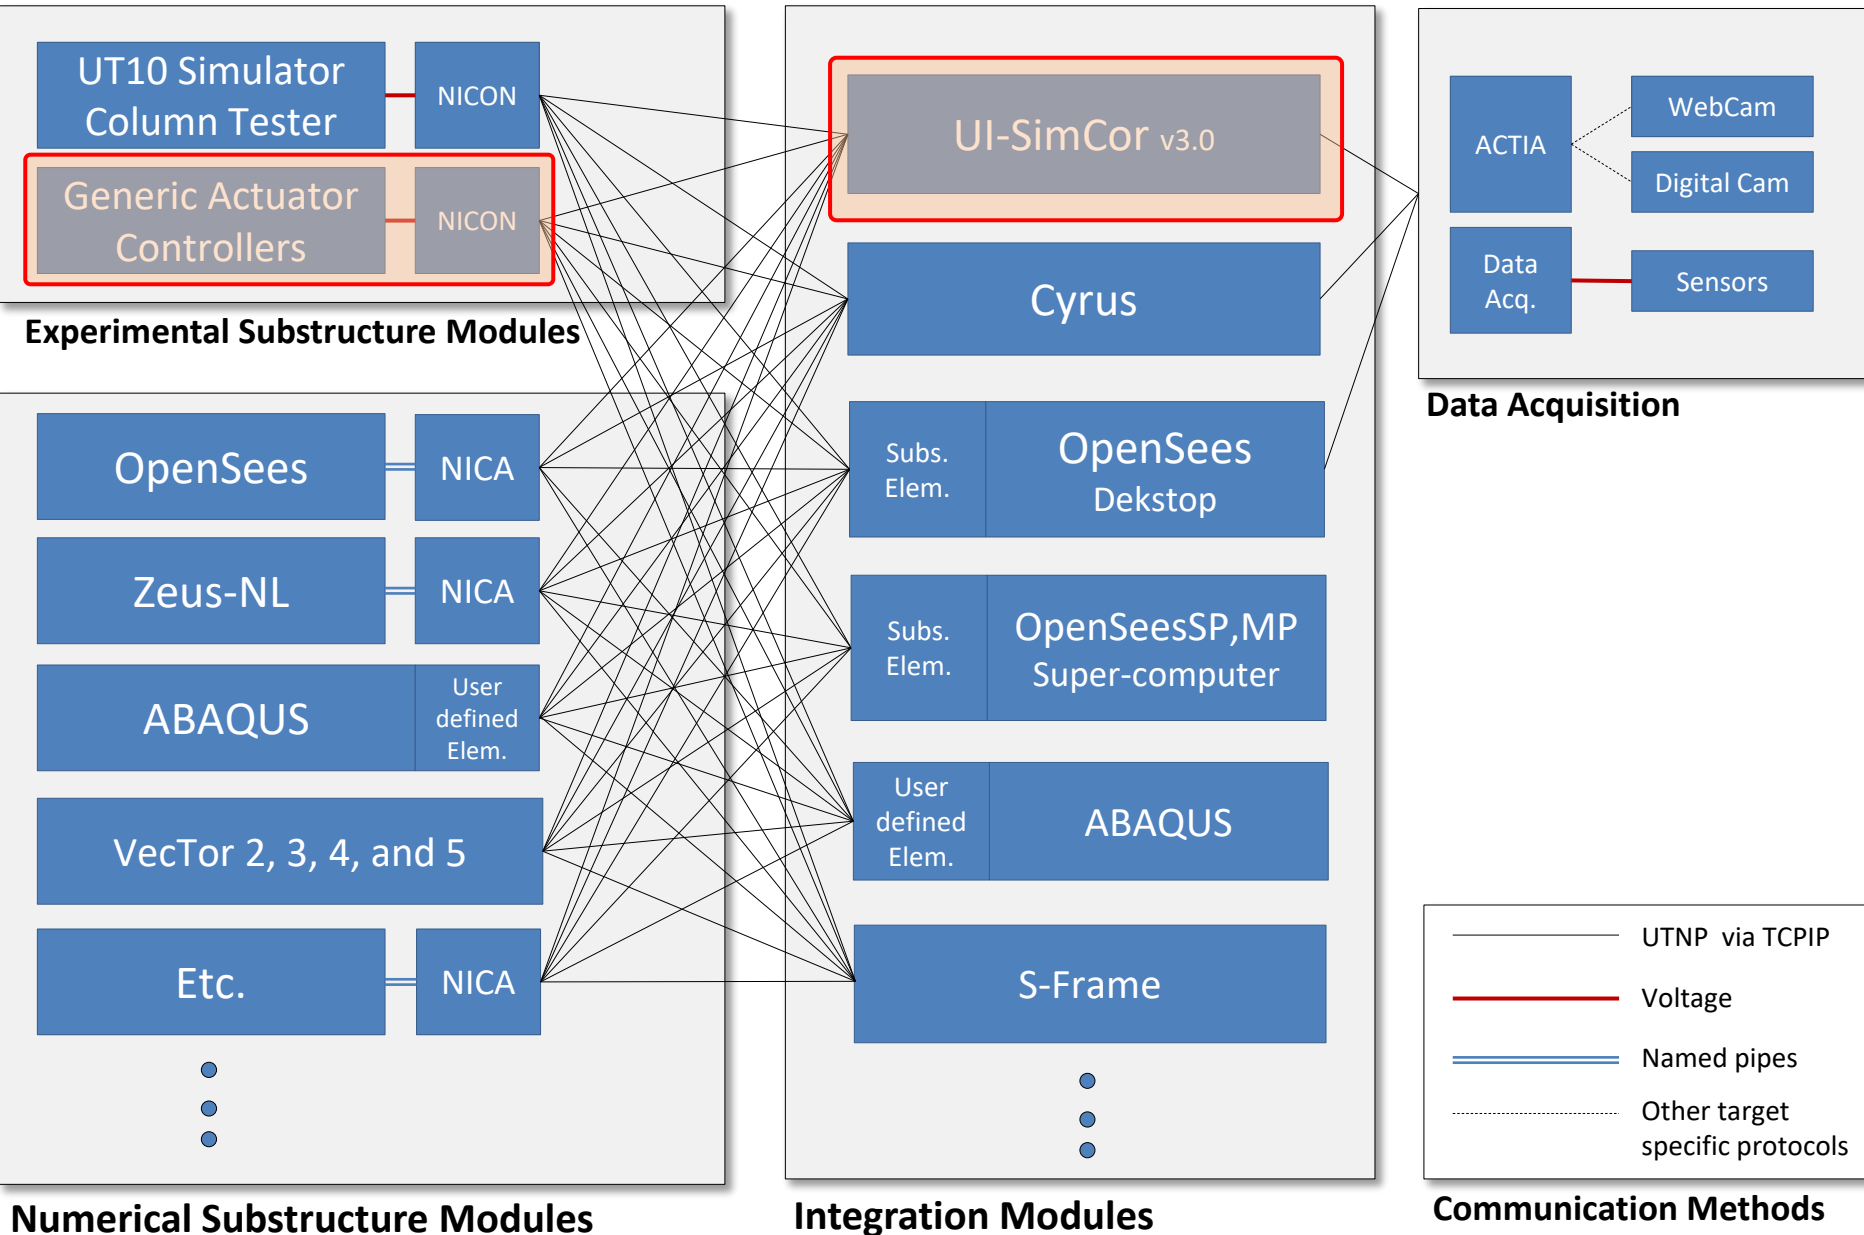 UT10 Simulator
Column Tester
NICON
Generic Actuator
Controllers
NICON
Experimental Substructure Modules
OpenSees
NICA
Zeus-NL
NICA
ABAQUS
User
defined
Elem.
VecTor 2, 3, 4, and 5
Etc.
NICA
Numerical Substructure Modules
UI-SimCor v3.0
Cyrus
Subs.
Elem.
OpenSees
Dekstop
Subs.
Elem.
OpenSeesSP,MP
Super-computer
User
defined
Elem.
ABAQUS
S-Frame
Integration Modules
ACTIA
WebCam
Digital Cam
Data
Acq.
Sensors
Data Acquisition
UTNP via TCPIP
Voltage
Named pipes
Other target
specific protocols
Communication Methods